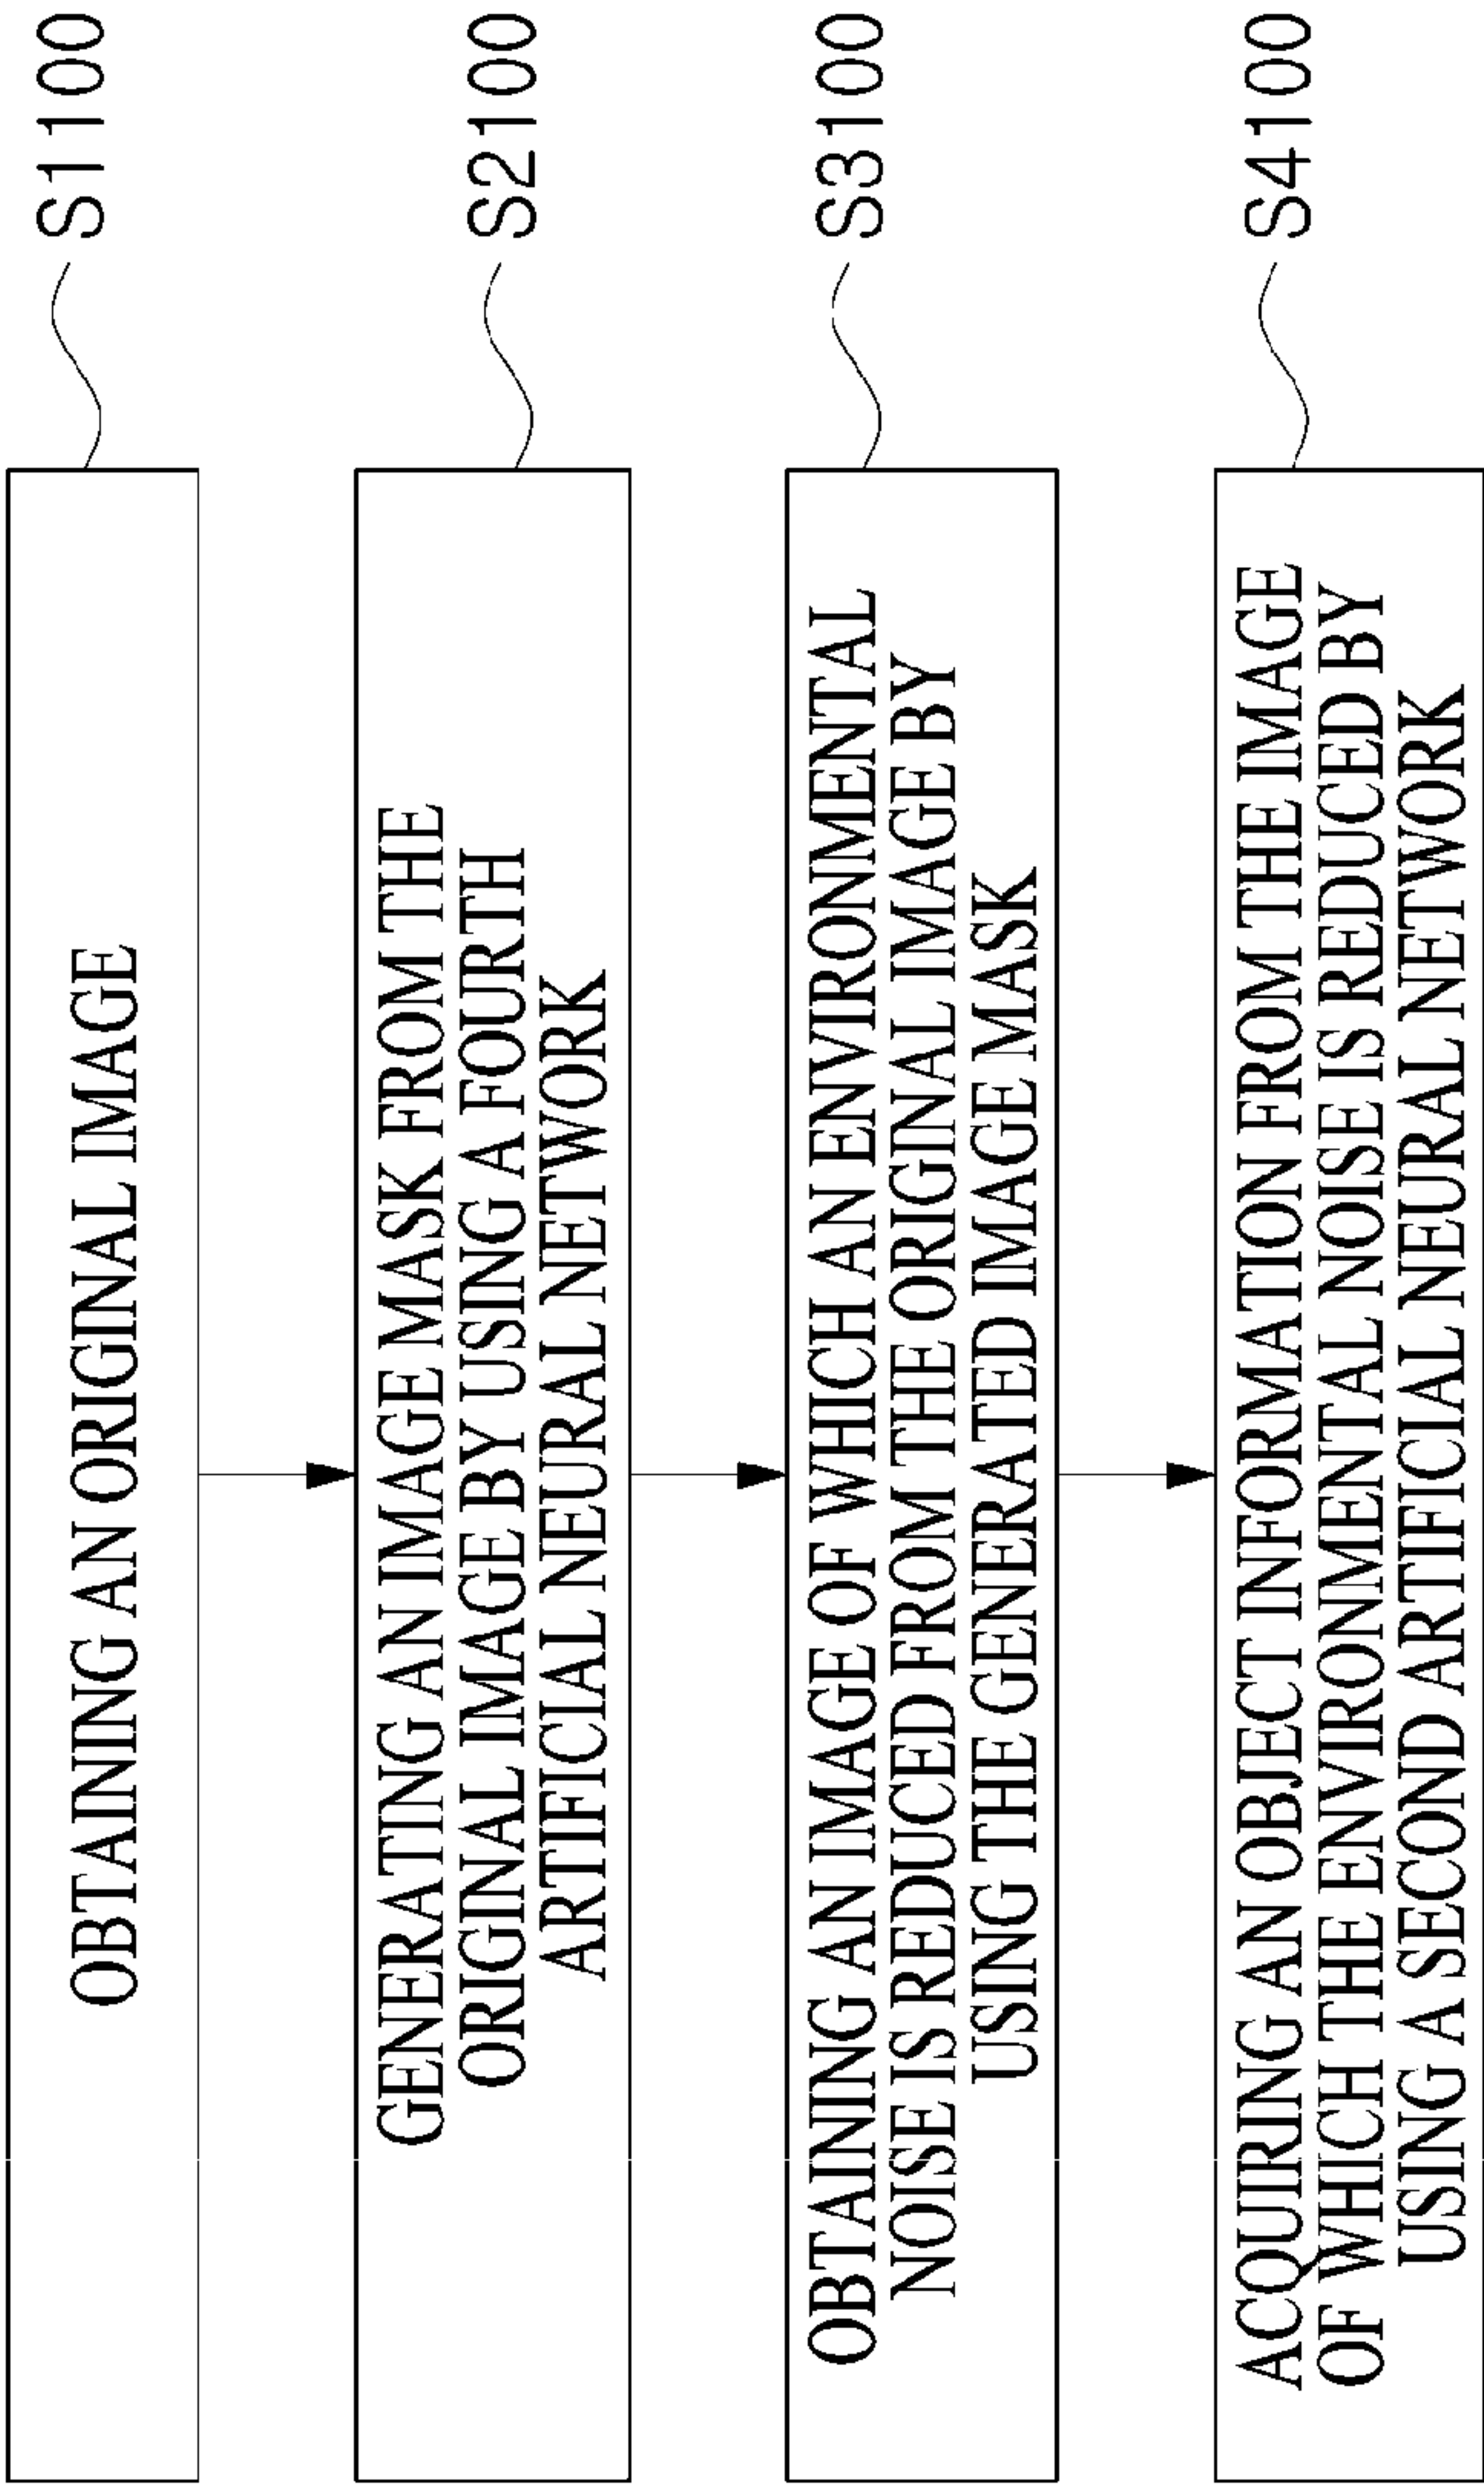 OBTAINING AN ORIGINAL IMAGE
S1100
GENERATING AN IMAGE MASK FROM THE
ORIGINAL IMAGE BY USING A FOURTH
ARTIFICIAL NEURAL NETWORK
S2100
OBTAINING AN IMAGE OF WHICH AN ENVIRONMENTAL
NOISE IS REDUCED FROM THE ORIGINAL IMAGE BY
USING THE GENERATED IMAGE MASK
S3100
ACQUIRING AN OBJECT INFORMATION FROM THE IMAGE
OF WHICH THE ENVIRONMENTAL NOISE IS REDUCED BY
USING A SECOND ARTIFICIAL NEURAL NETWORK
S4100